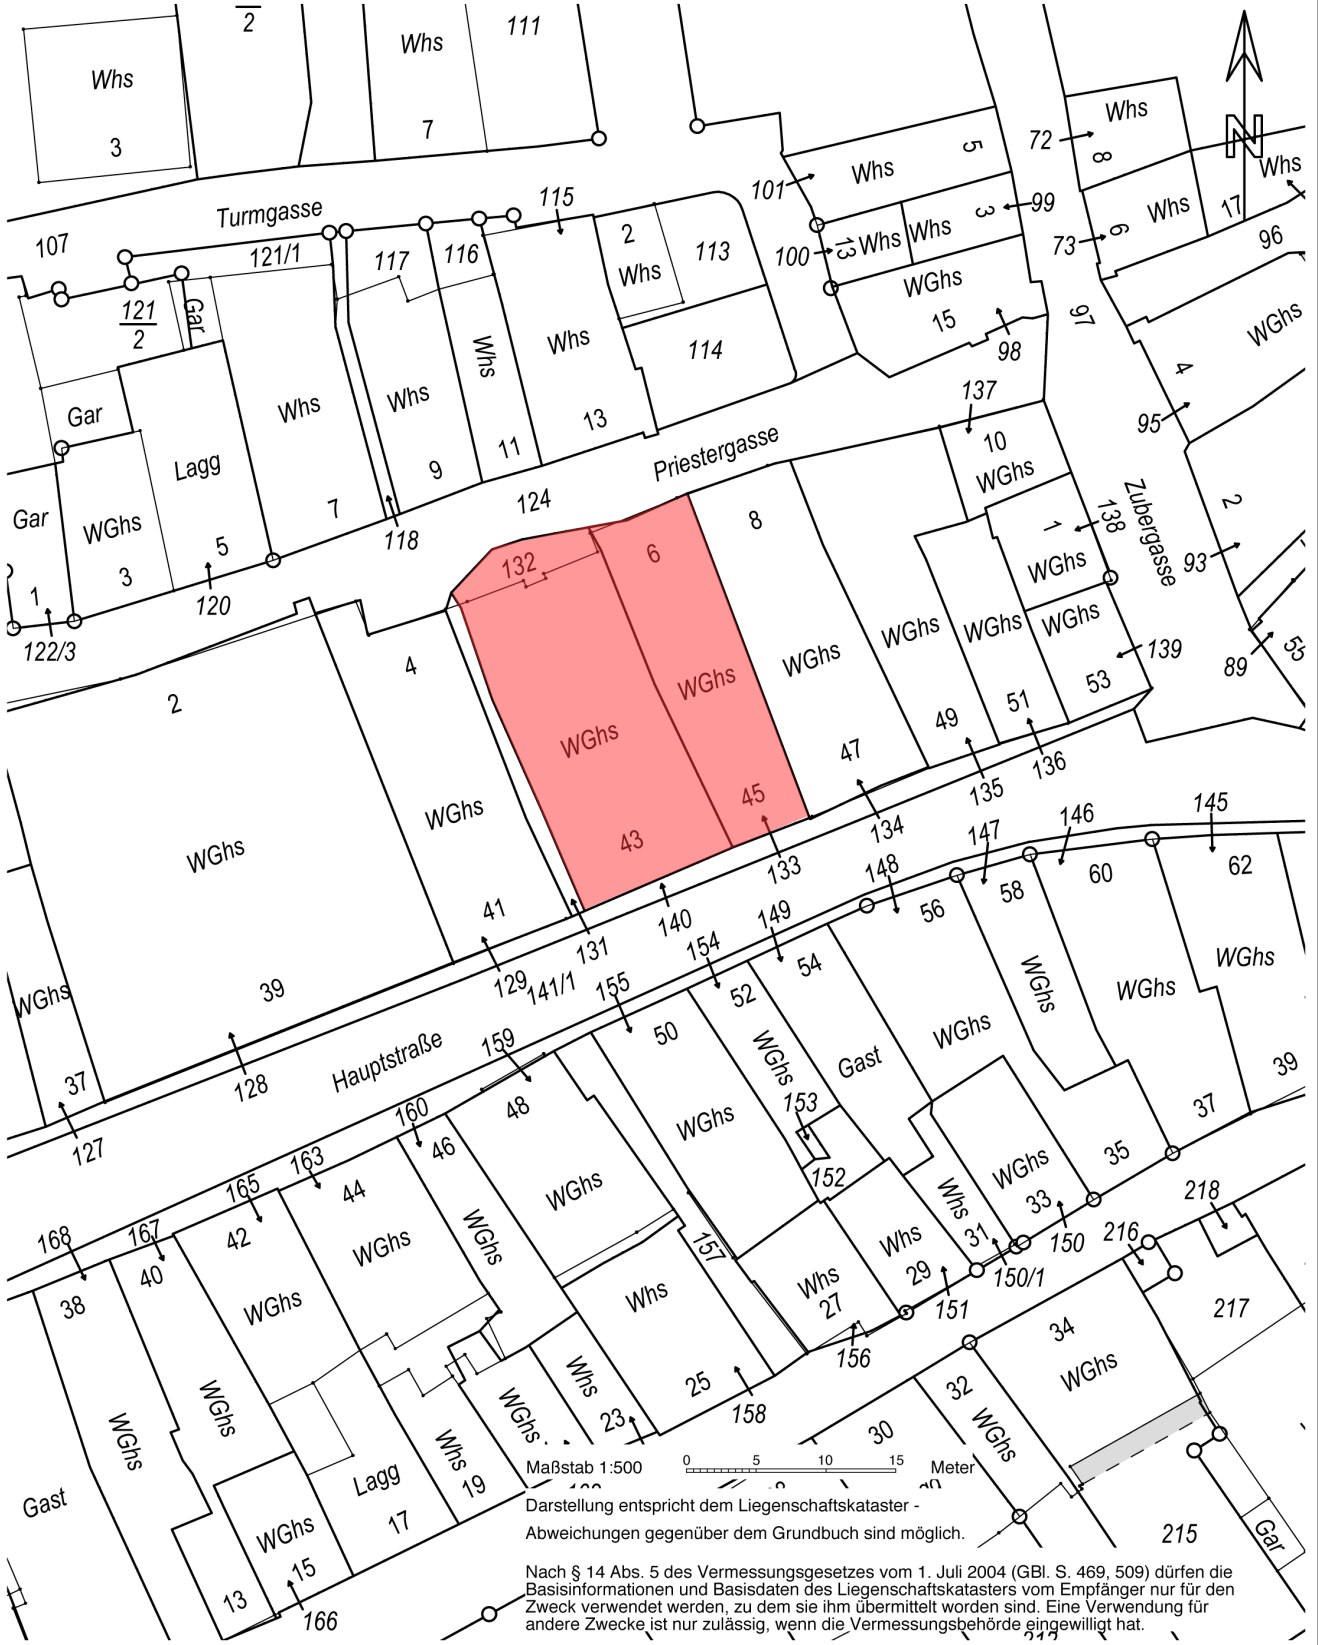 2
111
Whs
Whs
3
7
Whs
72
8
5
Whs
N
Whs
17
101
Whs
99
3
6
73
96
115
Turmgasse
107
121/1
117
116
2
Whs
113
100
13
Whs
Whs
WGhs
15
98
97
WGhs
121
2
Gar
Whs
Whs
114
4
95
137
Gar
Whs
Whs
9
11
13
Priestergasse
10
WGhs
Lagg
7
124
118
8
Zubergasse
2
138
1
WGhs
93
Gar
WGhs
3
5
120
1
122/3
132
6
WGhs
WGhs
WGhs
139
53
89
55
2
4
WGhs
WGhs
WGhs
51
49
47
136
135
134
WGhs
WGhs
45
43
133
41
140
131
129
141/1
39
WGhs
37
128
127
Hauptstraße
145
146
147
148
149
154
155
159
160
163
165
167
168
62
60
58
56
54
52
50
48
46
44
42
40
38
WGhs
WGhs
WGhs
WGhs
Gast
WGhs
153
152
WGhs
WGhs
WGhs
WGhs
WGhs
WGhs
WGhs
Gast
157
39
37
35
WGhs
33
150
Whs
31
150/1
Whs
29
151
Whs
27
156
Whs
25
158
Whs
23
WGhs
Whs
19
Lagg
17
WGhs
15
13
166
218
216
217
34
WGhs
32
WGhs
30
215
Gar
Maßstab 1:500
0 5 10 15
Meter
Darstellung entspricht dem Liegenschaftskataster -
Abweichungen gegenüber dem Grundbuch sind möglich.
Nach § 14 Abs. 5 des Vermessungsgesetzes vom 1. Juli 2004 (GBl. S. 469, 509) dürfen die
Basisinformationen und Basisdaten des Liegenschaftskatasters vom Empfänger nur für den
Zweck verwendet werden, zu dem sie ihm übermittelt worden sind. Eine Verwendung für
andere Zwecke ist nur zulässig, wenn die Vermessungsbehörde eingewilligt hat.